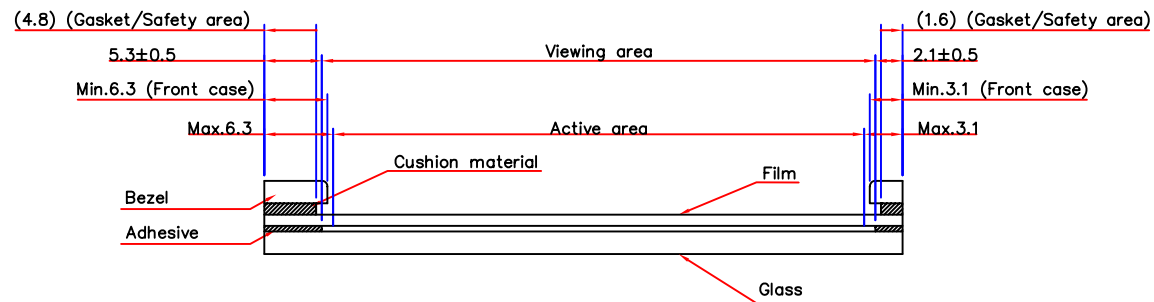 (4.8) (Gasket/Safety area)
(1.6) (Gasket/Safety area)
5.3±0.5
Viewing area
2.1±0.5
Min.6.3 (Front case)
Min.3.1 (Front case)
Max.6.3
Active area
Max.3.1
Cushion material
Film
Bezel
Adhesive
Glass